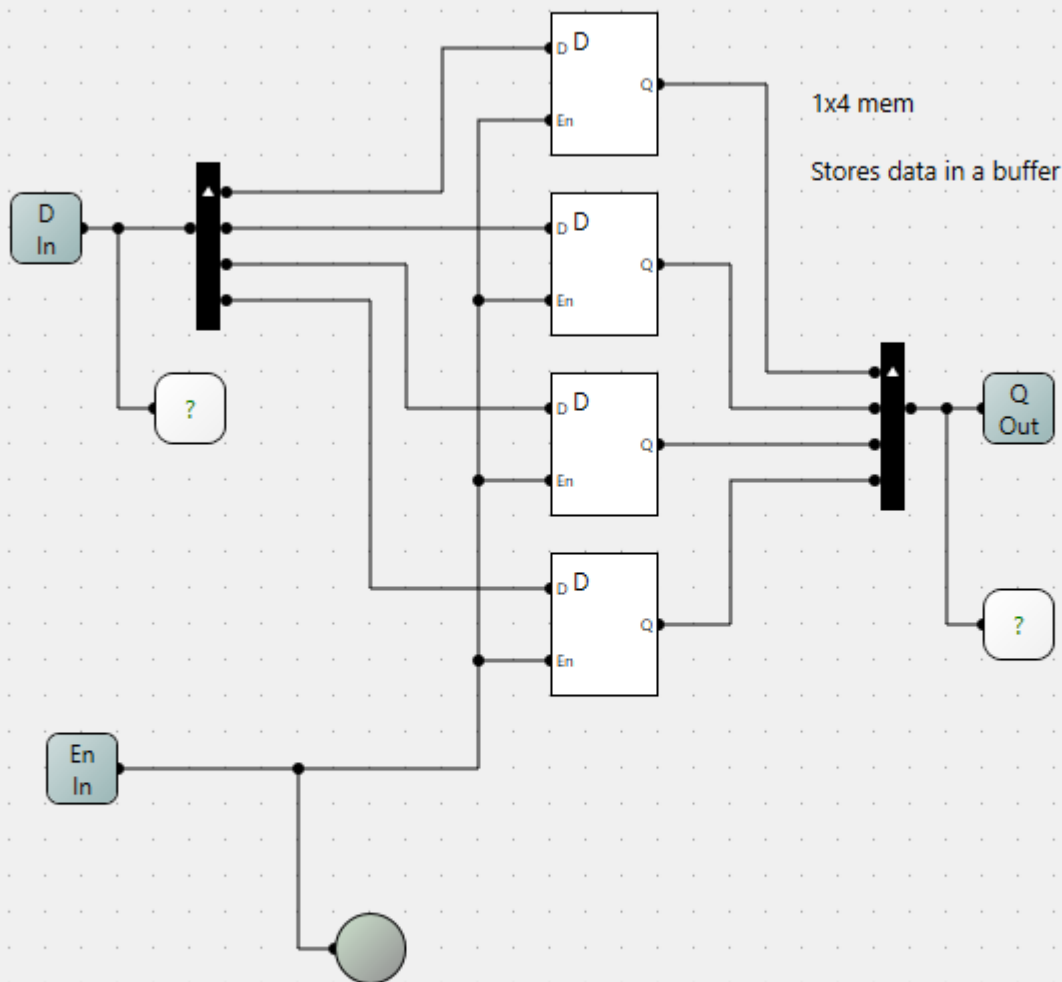 D D
Q
En
1x4 mem
Stores data in a buffer
D
In
D D
Q
En
?
D D
Q
En
Q
Out
D D
Q
En
?
En
In